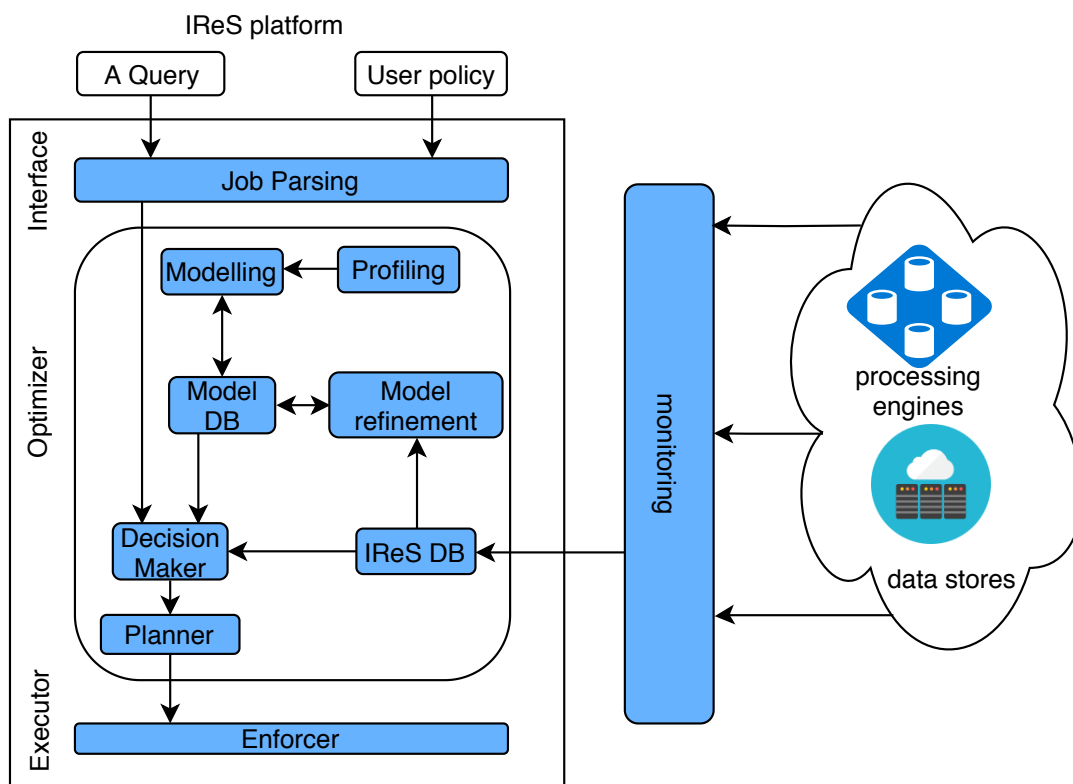 IReS platform
A Query
User policy
Interface
Job Parsing
Optimizer
Modelling
Profiling
Model
DB
Model
refinement
Decision
Maker
IReS DB
Planner
Executor
Enforcer
monitoring
processing
engines
data stores